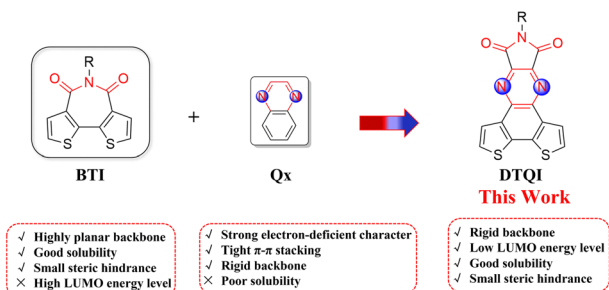 R
N
O
O
S
S
BTI
+
N
N
Qx
R
N
O
O
N
N
S
S
DTQI
This Work
√ Highly planar backbone
√ Good solubility
√ Small steric hindrance
× High LUMO energy level
√ Strong electron-deficient character
√ Tight π-π stacking
√ Rigid backbone
× Poor solubility
√ Rigid backbone
√ Low LUMO energy level
√ Good solubility
√ Small steric hindrance